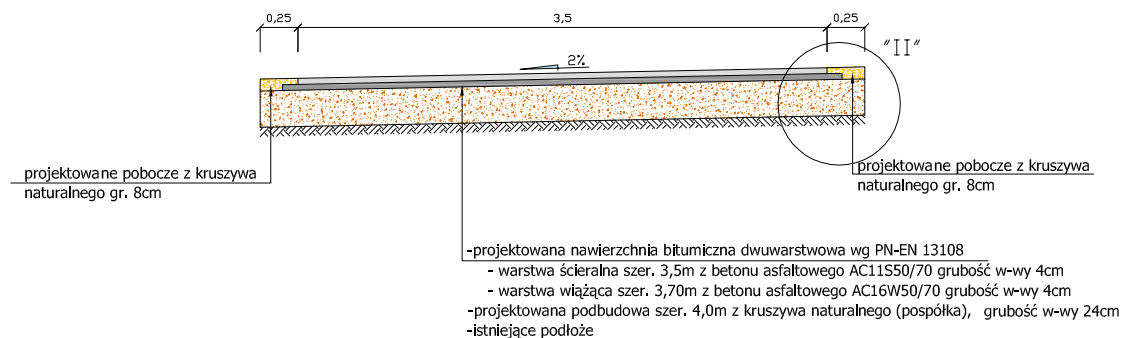 0,25 3,5 0,25
"II"
2%
projektowane pobocze z kruszywa
naturalnego gr. 8cm
projektowane pobocze z kruszywa
naturalnego gr. 8cm
-projektowana nawierzchnia bitumiczna dwuwarstwowa wg PN-EN 13108
- warstwa ścieralna szer. 3,5m z betonu asfaltowego AC11S50/70 grubość w-wy 4cm
- warstwa wiążąca szer. 3,70m z betonu asfaltowego AC16W50/70 grubość w-wy 4cm
-projektowana podbudowa szer. 4,0m z kruszywa naturalnego (pospółka), grubość w-wy 24cm
-istniejące podłoże